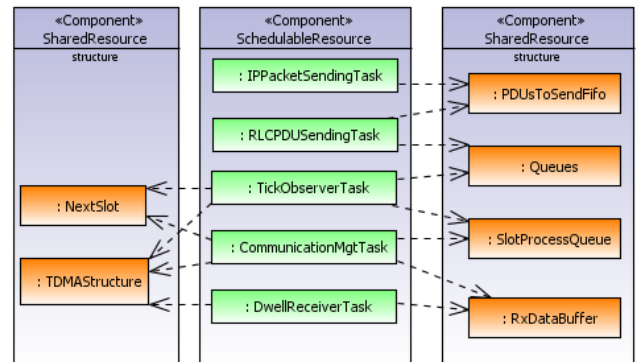 «Component»
SharedResource
structure
: NextSlot
: TDMAStructure
«Component»
SchedulableResource
: IPPacketSendingTask
: RLCPDUSendingTask
: TickObserverTask
: CommunicationMgtTask
: DwellReceiverTask
«Component»
SharedResource
structure
: PDUsToSendFifo
: Queues
: SlotProcessQueue
: RxDataBuffer